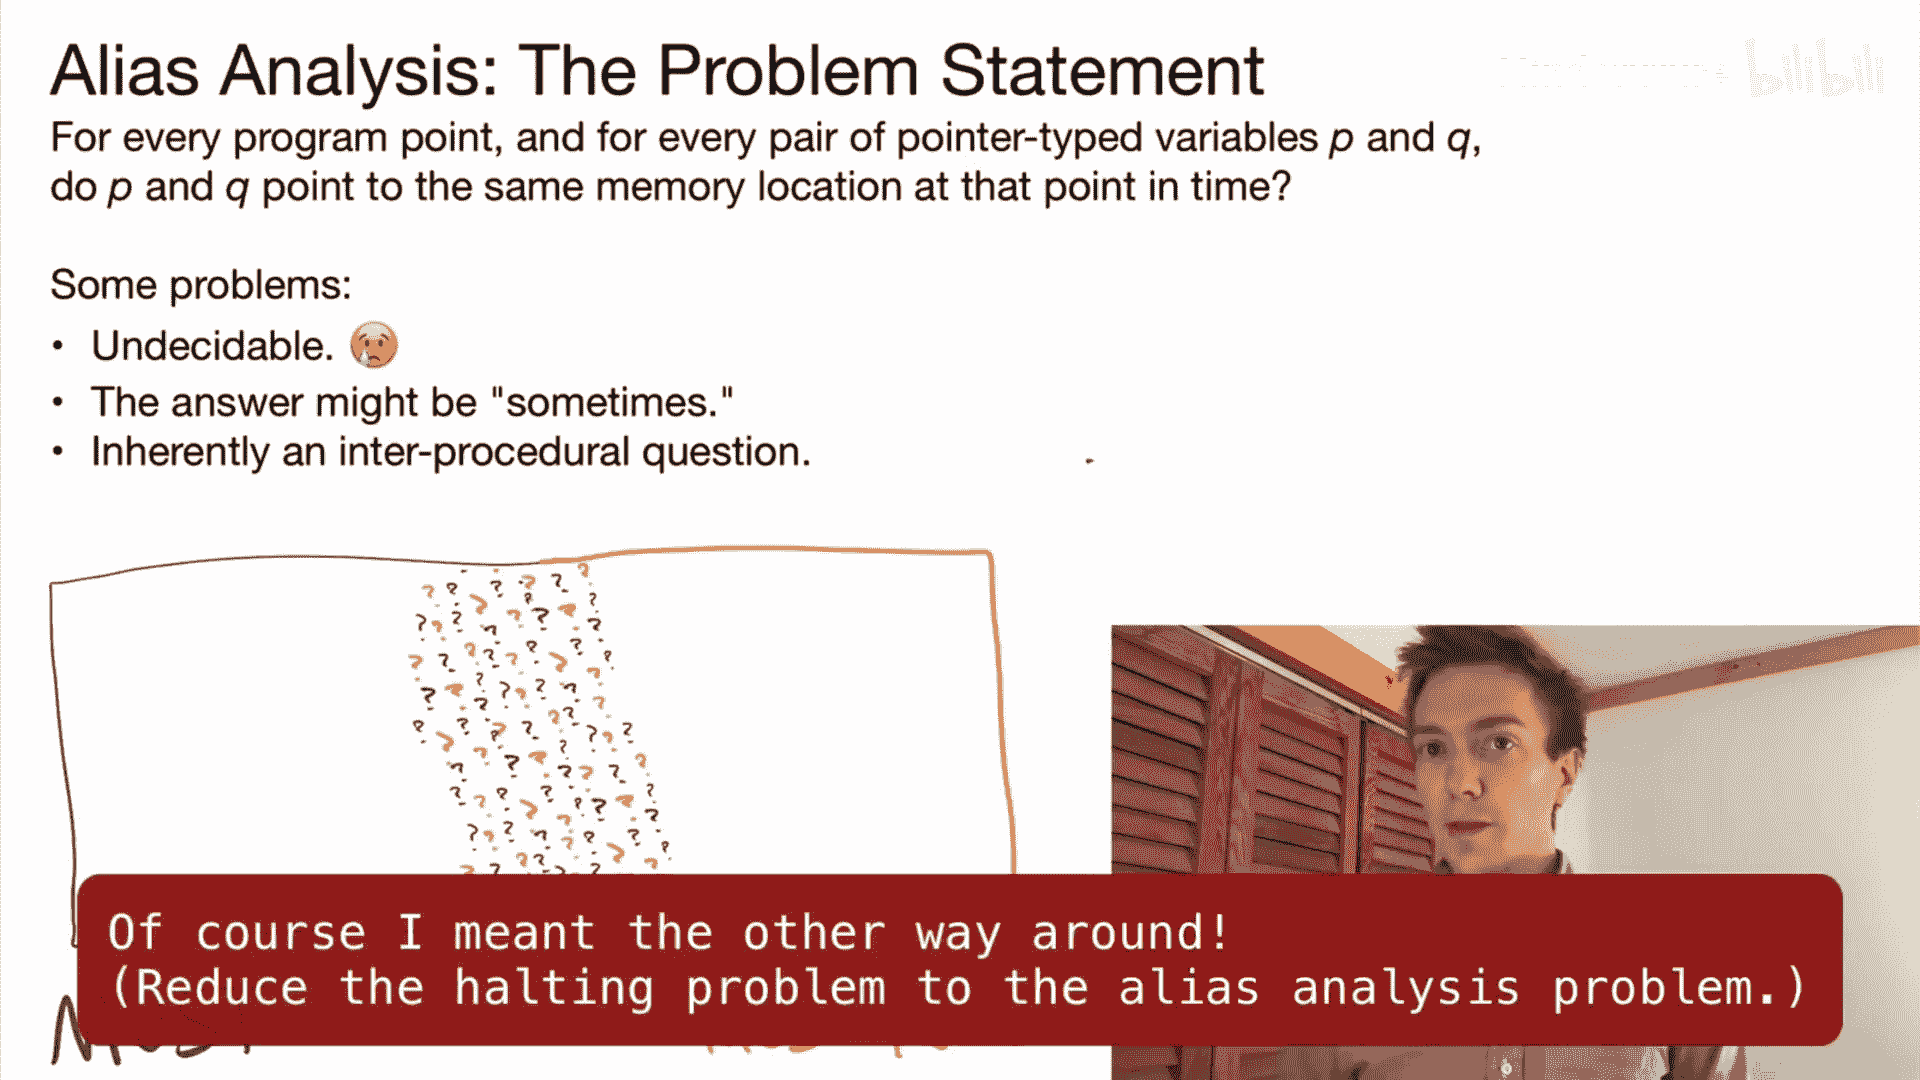 Alias Analysis: The Problem Statement
bilibili
For every program point, and for every pair of pointer-typed variables p and q,
do p and q point to the same memory location at that point in time?
Some problems:
• Undecidable. 😢
• The answer might be "sometimes."
• Inherently an inter-procedural question.
Of course I meant the other way around!
(Reduce the halting problem to the alias analysis problem.)